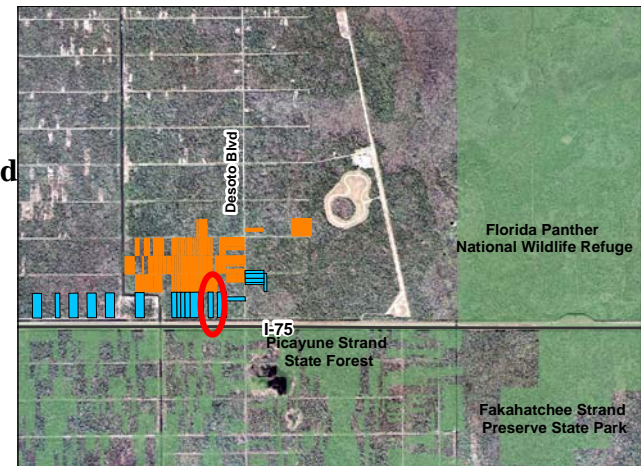 d
Desoto Blvd
Florida Panther
National Wildlife Refuge
I-75
Picayune Strand
State Forest
Fakahatchee Strand
Preserve State Park